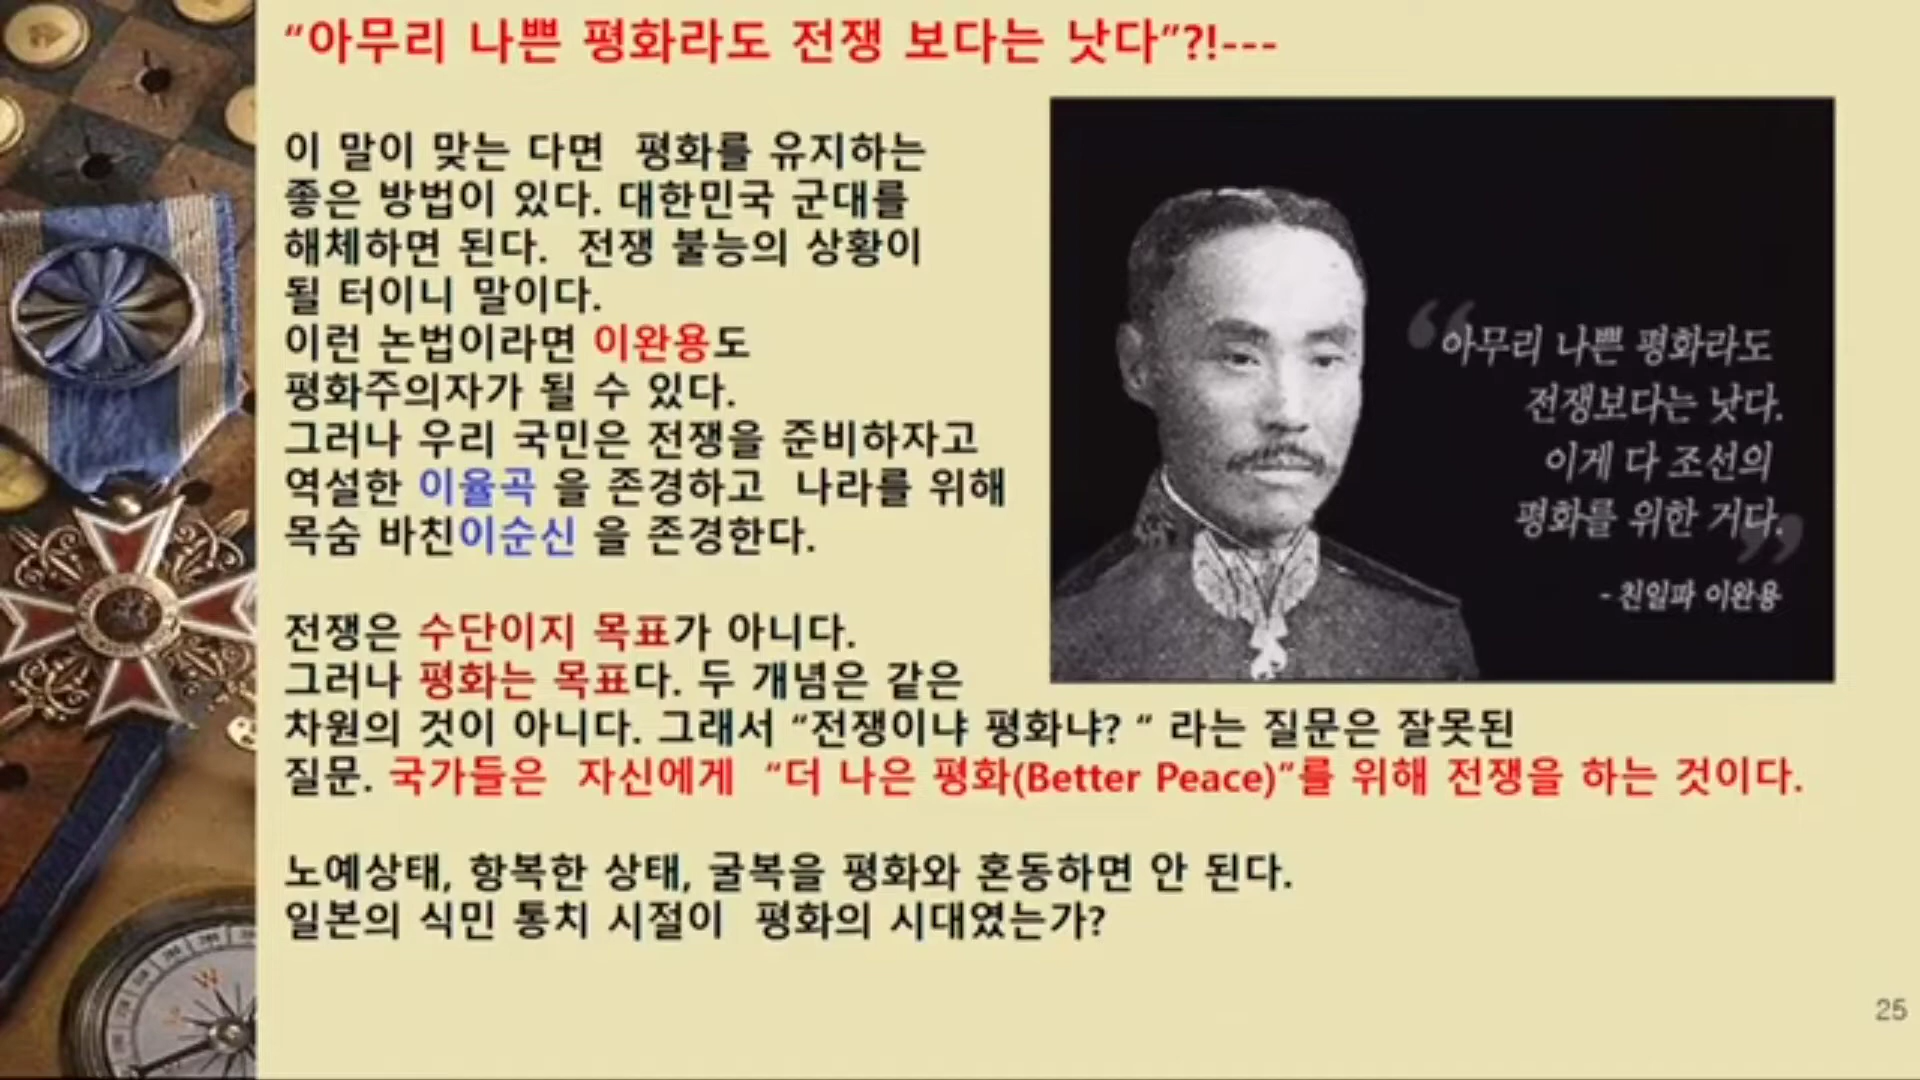 “아무리 나쁜 평화라도 전쟁 보다는 낫다”?!---
이 말이 맞는 다면 평화를 유지하는
좋은 방법이 있다. 대한민국 군대를
해체하면 된다. 전쟁 불능의 상황이
될 터이니 말이다.
이런 논법이라면 이완용도
평화주의자가 될 수 있다.
그러나 우리 국민은 전쟁을 준비하자고
역설한 이율곡 을 존경하고 나라를 위해
목숨 바친이순신 을 존경한다.
전쟁은 수단이지 목표가 아니다.
그러나 평화는 목표다. 두 개념은 같은
차원의 것이 아니다. 그래서 “전쟁이냐 평화냐? “ 라는 질문은 잘못된
질문. 국가들은 자신에게 “더 나은 평화(Better Peace)”를 위해 전쟁을 하는 것이다.
노예상태, 항복한 상태, 굴복을 평화와 혼동하면 안 된다.
일본의 식민 통치 시절이 평화의 시대였는가?
“아무리 나쁜 평화라도
전쟁보다는 낫다.
이게 다 조선의
평화를 위한 거다.”
- 친일파 이완용
W
25